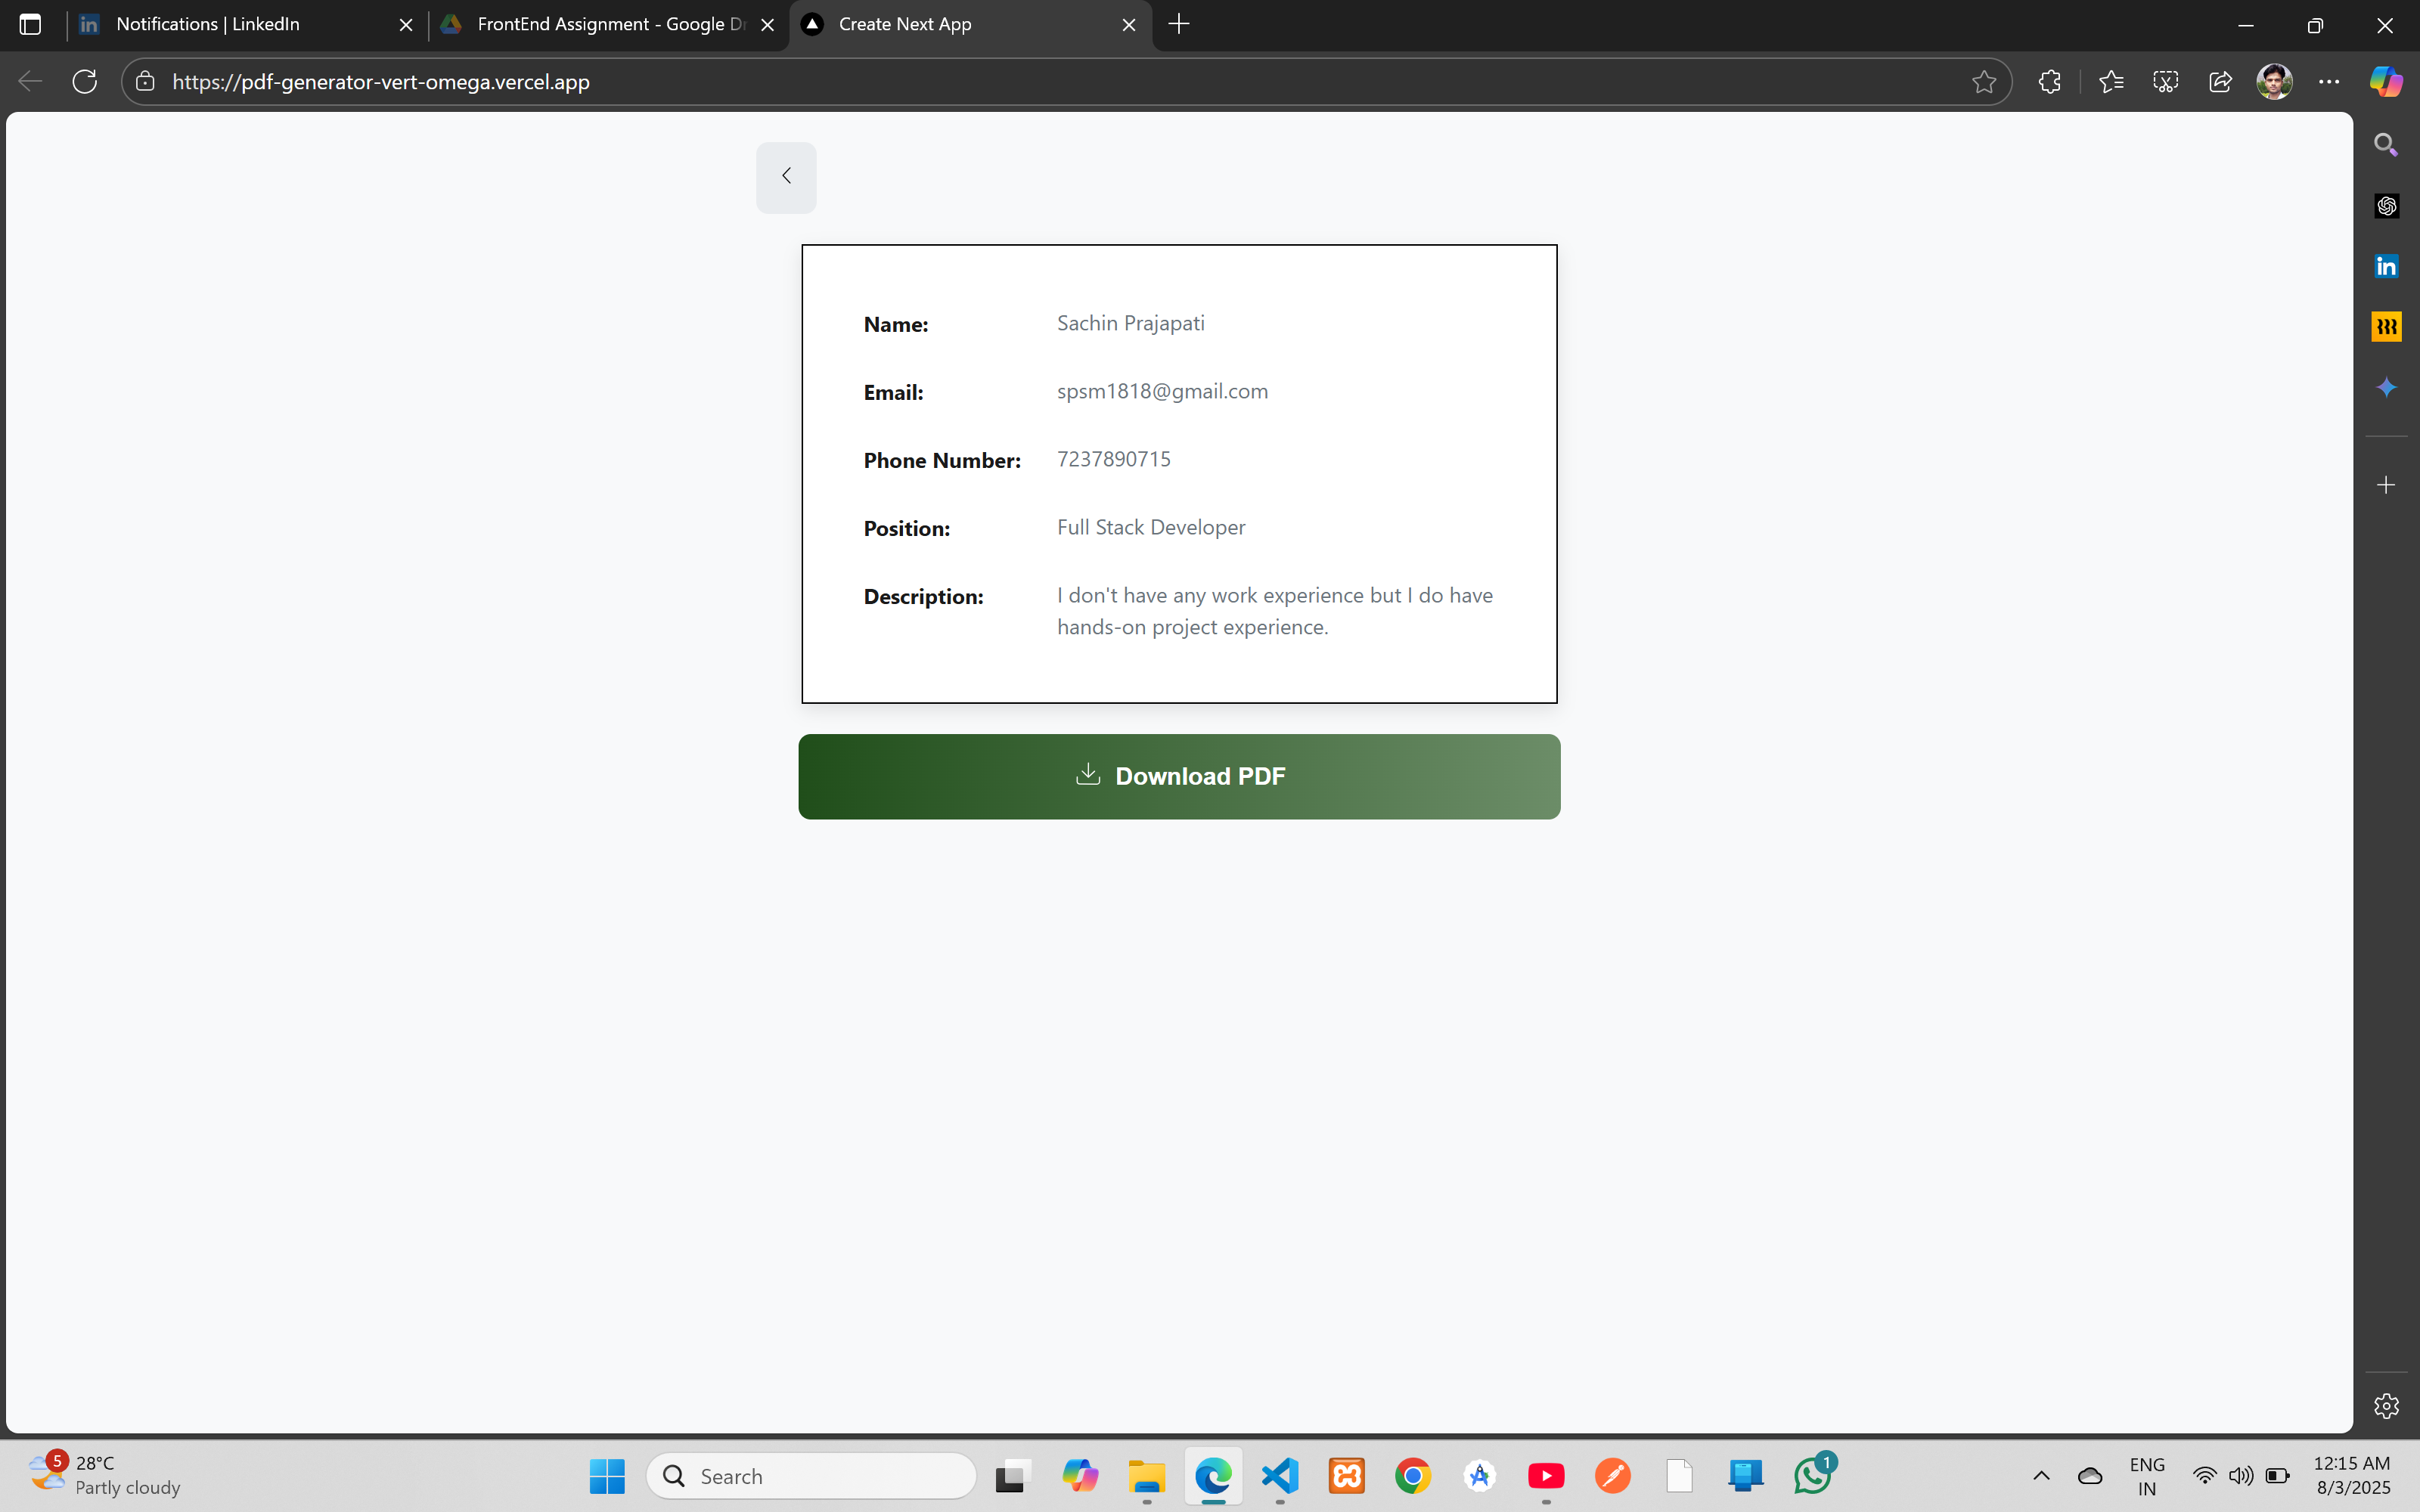 Notifications | LinkedIn
FrontEnd Assignment - Google Dr
Create Next App
https://pdf-generator-vert-omega.vercel.app
Name: Sachin Prajapati
Email: spsm1818@gmail.com
Phone Number: 7237890715
Position: Full Stack Developer
Description: I don't have any work experience but I do have
hands-on project experience.
Download PDF
5
28°C
Partly cloudy
Search
1
ENG
IN
12:15 AM
8/3/2025